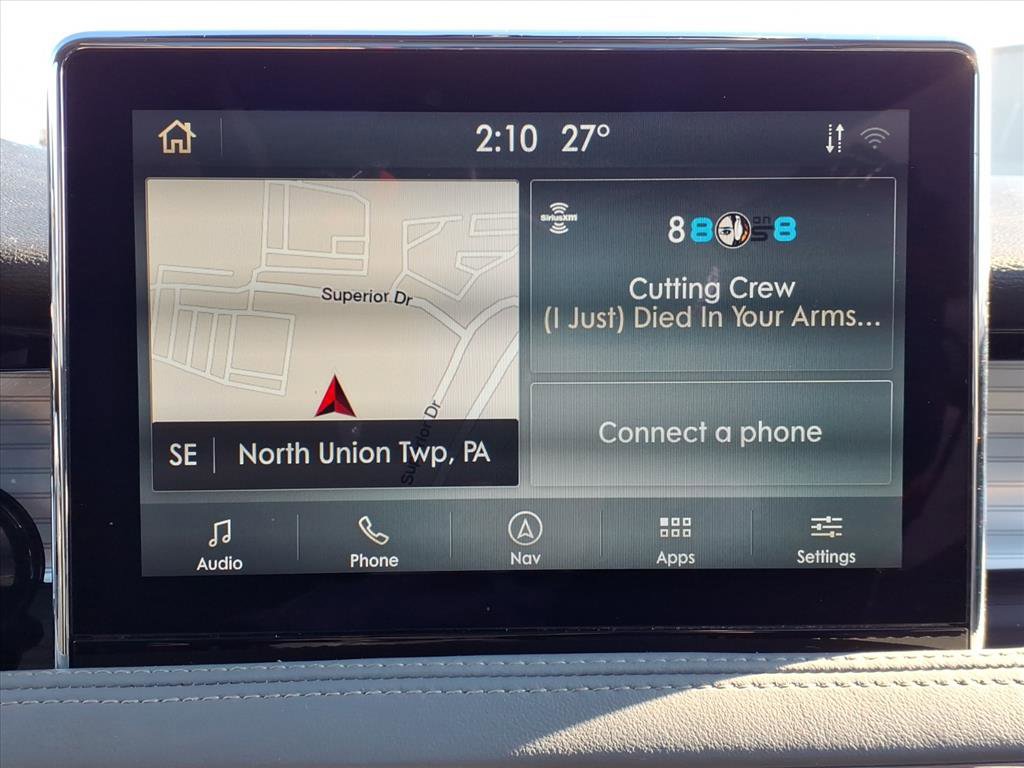 2:10 27°
Superior Dr
Superior Dr
SE North Union Twp, PA
SiriusXM
8 8 0s on 8
Cutting Crew
(I Just) Died In Your Arms...
Connect a phone
Audio
Phone
Nav
Apps
Settings